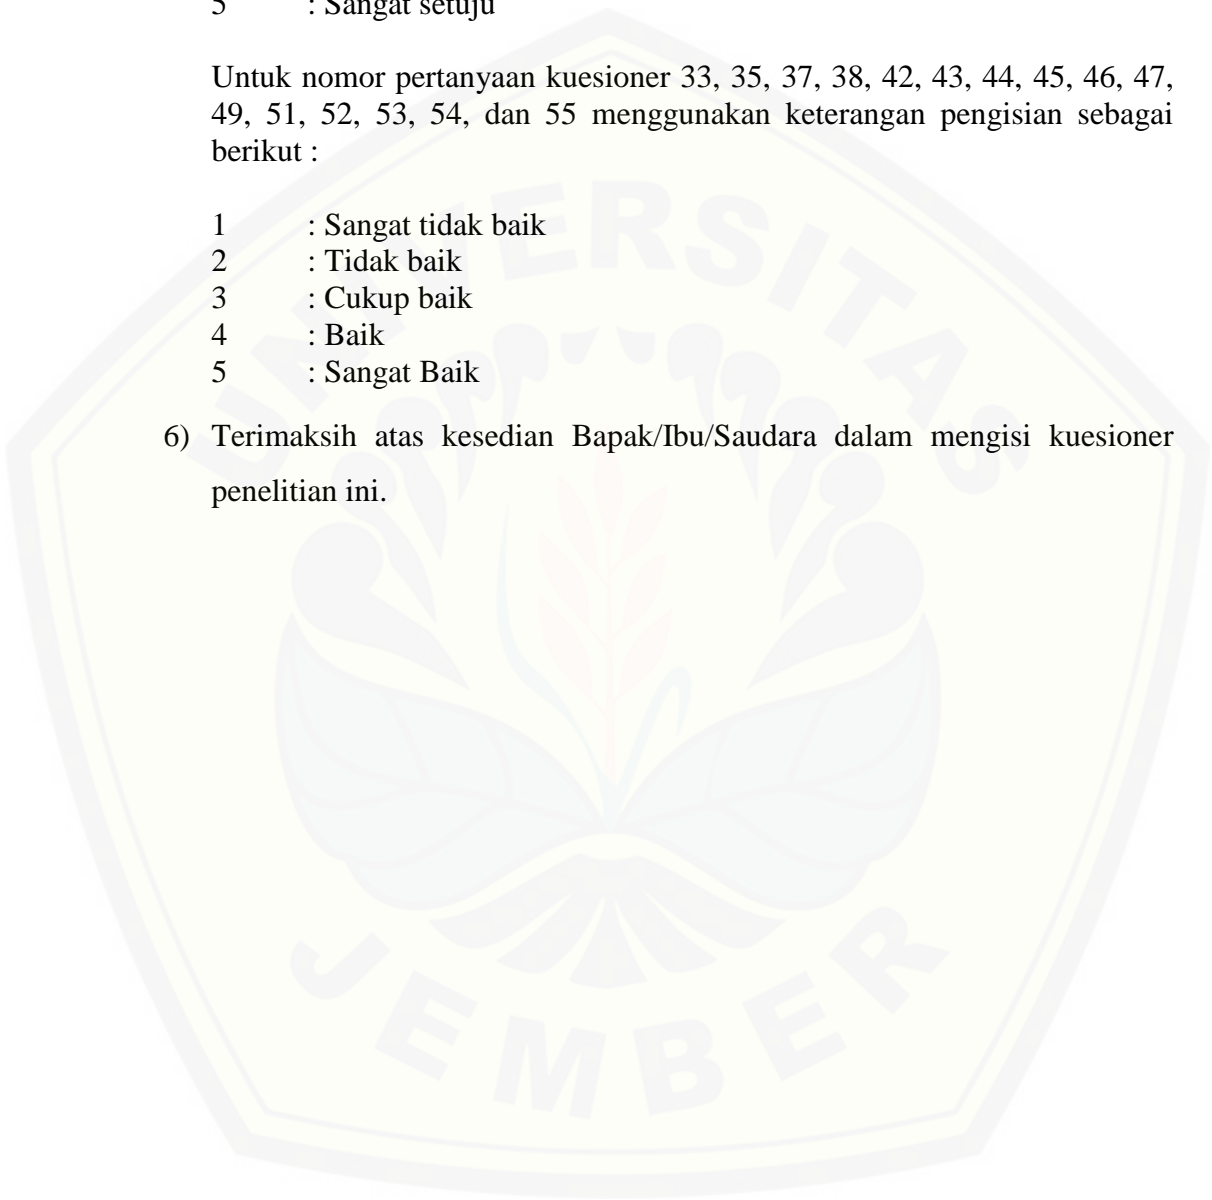 5 : Sangat setuju
Untuk nomor pertanyaan kuesioner 33, 35, 37, 38, 42, 43, 44, 45, 46, 47,
49, 51, 52, 53, 54, dan 55 menggunakan keterangan pengisian sebagai
berikut :
1 : Sangat tidak baik
2 : Tidak baik
3 : Cukup baik
4 : Baik
5 : Sangat Baik
6) Terimaksih atas kesedian Bapak/Ibu/Saudara dalam mengisi kuesioner
penelitian ini.
UNIVERSITAS
JEMBER